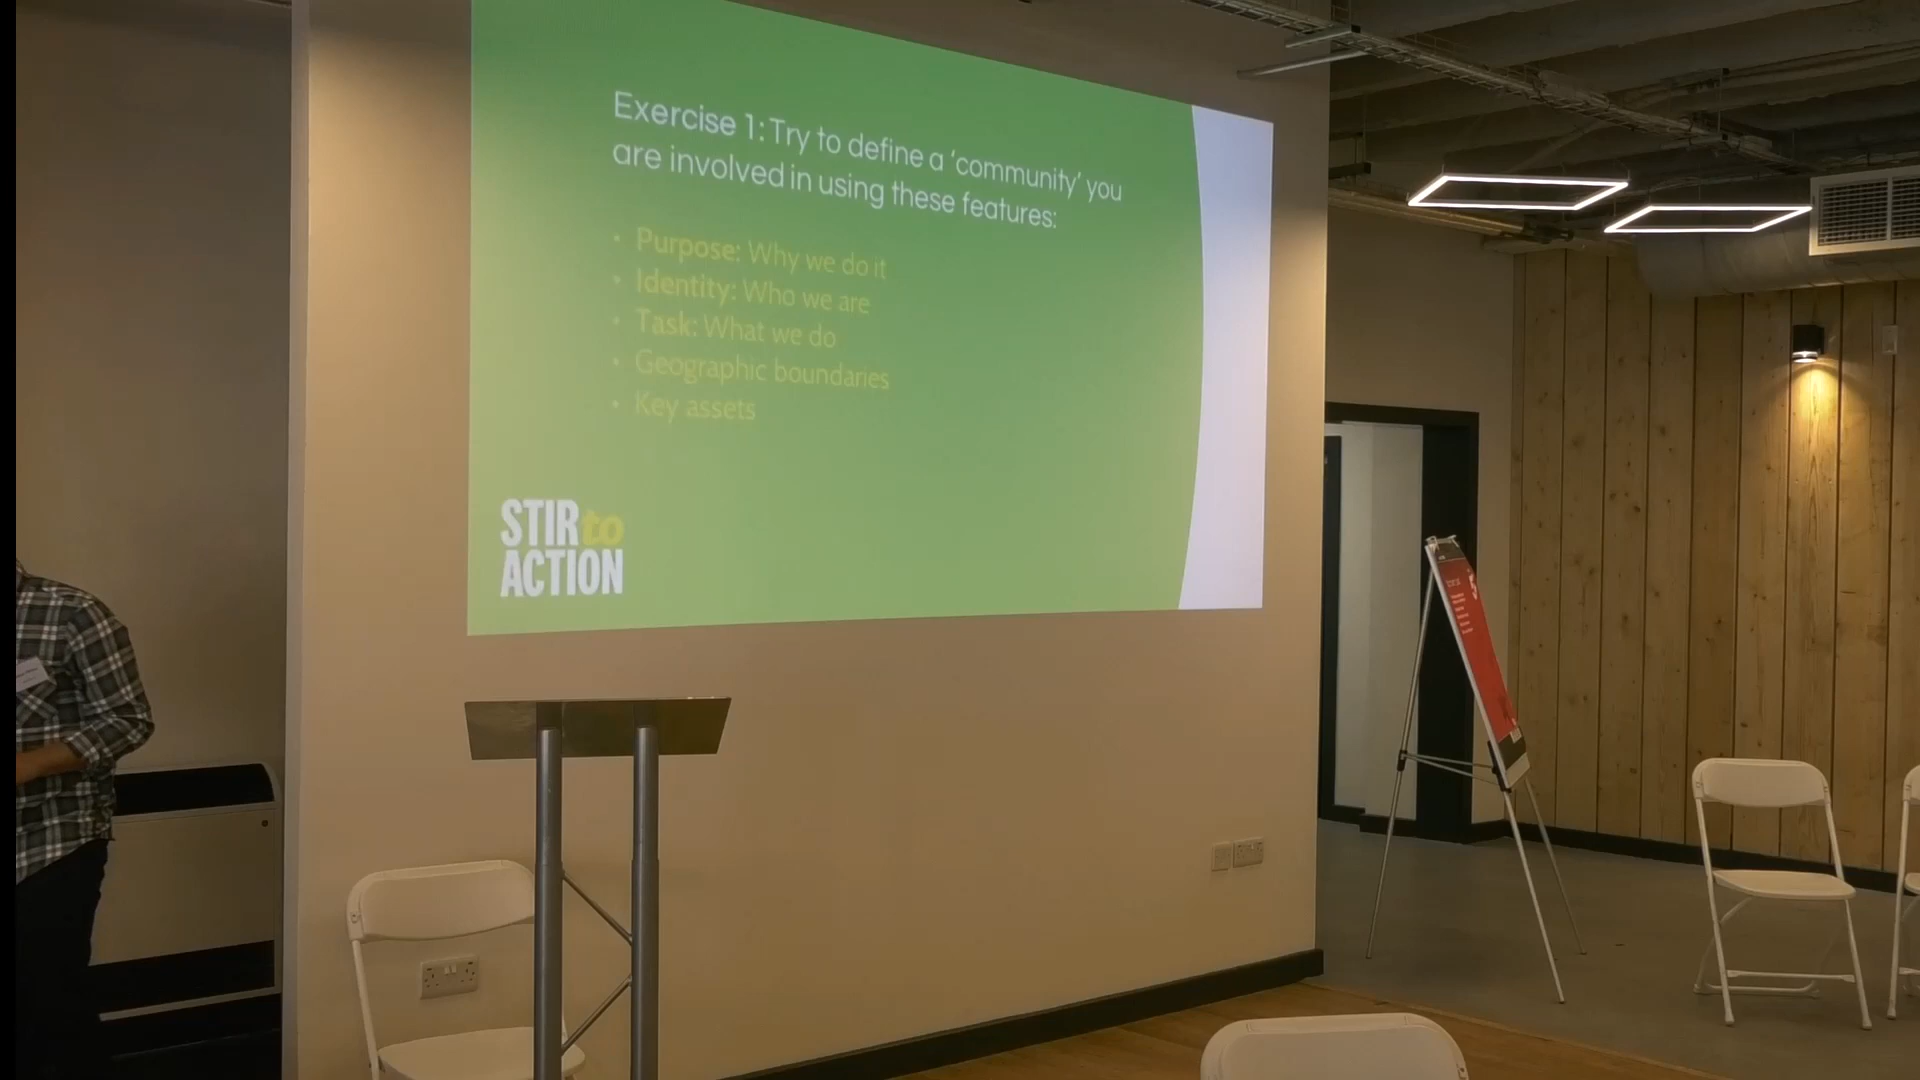 Exercise 1: Try to define a ‘community’ you
are involved in using these features:
• Purpose: Why we do it
• Identity: Who we are
• Task: What we do
• Geographic boundaries
• Key assets
STIR to
ACTION